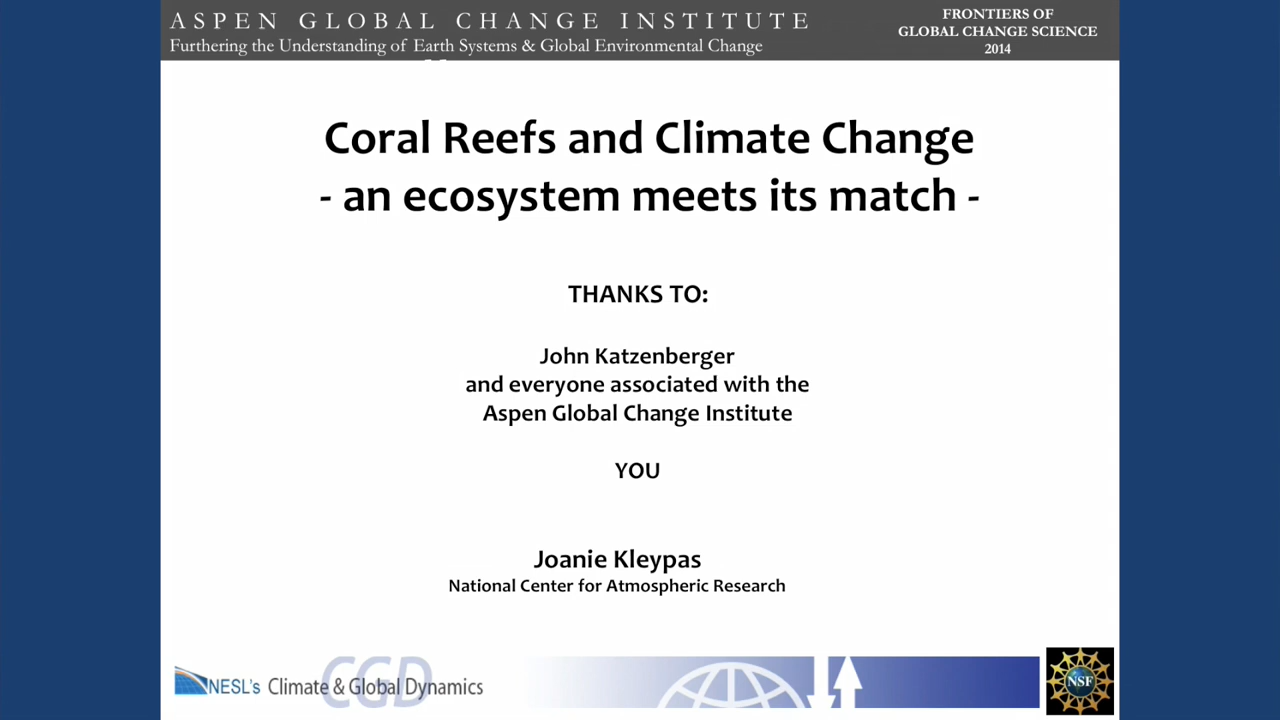 ASPEN GLOBAL CHANGE INSTITUTE
Furthering the Understanding of Earth Systems & Global Environmental Change
FRONTIERS OF
GLOBAL CHANGE SCIENCE
2014
Coral Reefs and Climate Change
- an ecosystem meets its match -
THANKS TO:
John Katzenberger
and everyone associated with the
Aspen Global Change Institute
YOU
Joanie Kleypas
National Center for Atmospheric Research
CGD
NESL's Climate & Global Dynamics
NSF